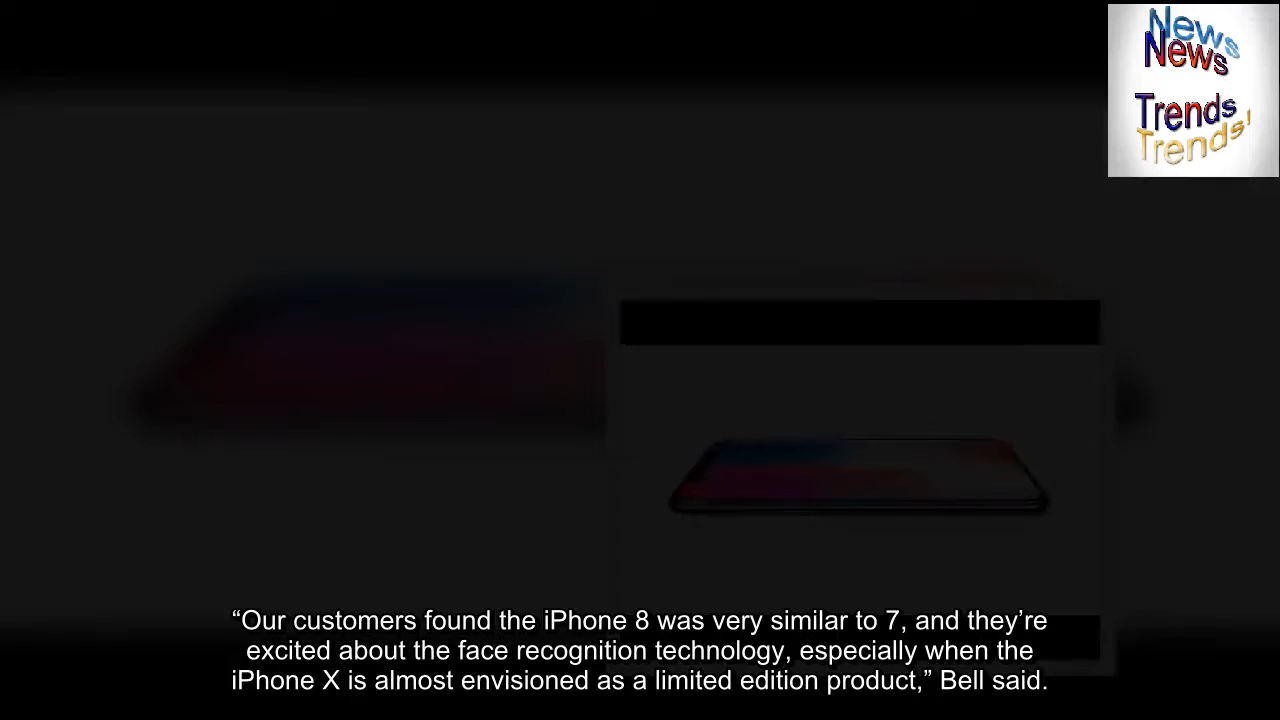 News
News
Trends
Trends!
“Our customers found the iPhone 8 was very similar to 7, and they’re
excited about the face recognition technology, especially when the
iPhone X is almost envisioned as a limited edition product,” Bell said.